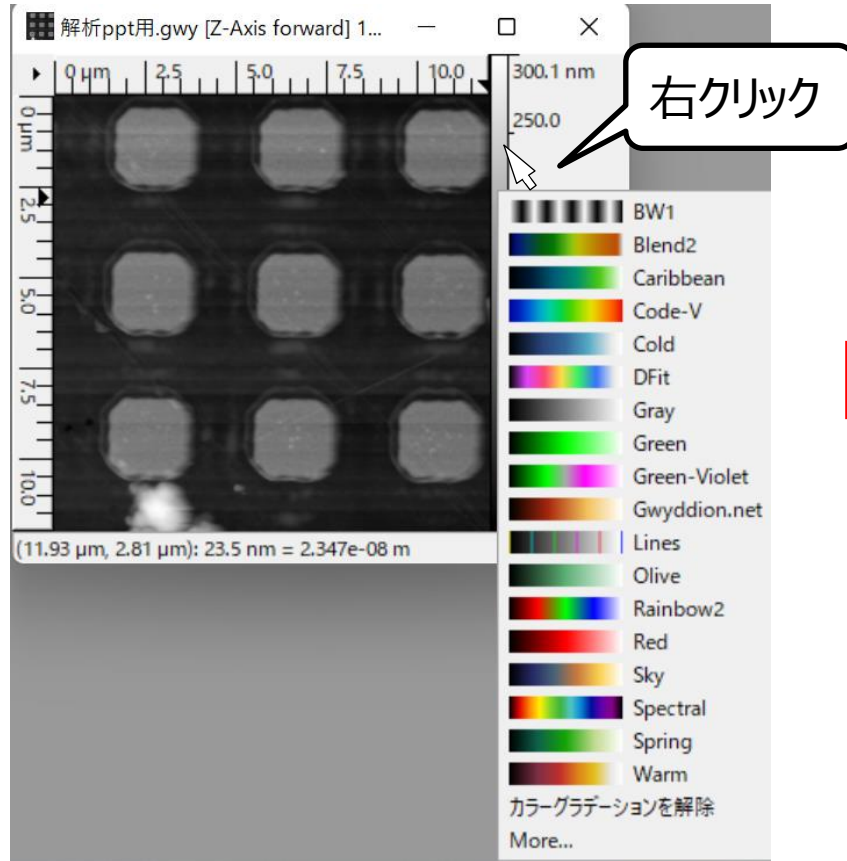 解析ppt用.gwy [Z-Axis forward] 1...
右クリック
0 µm 2.5 5.0 7.5 10.0
300.1 nm
250.0
0 µm
2.5
5.0
7.5
10.0
BW1
Blend2
Caribbean
Code-V
Cold
DFit
Gray
Green
Green-Violet
Gwyddion.net
Lines
Olive
Rainbow2
Red
Sky
Spectral
Spring
Warm
カラーグラデーションを解除
More...
(11.93 µm, 2.81 µm): 23.5 nm = 2.347e-08 m